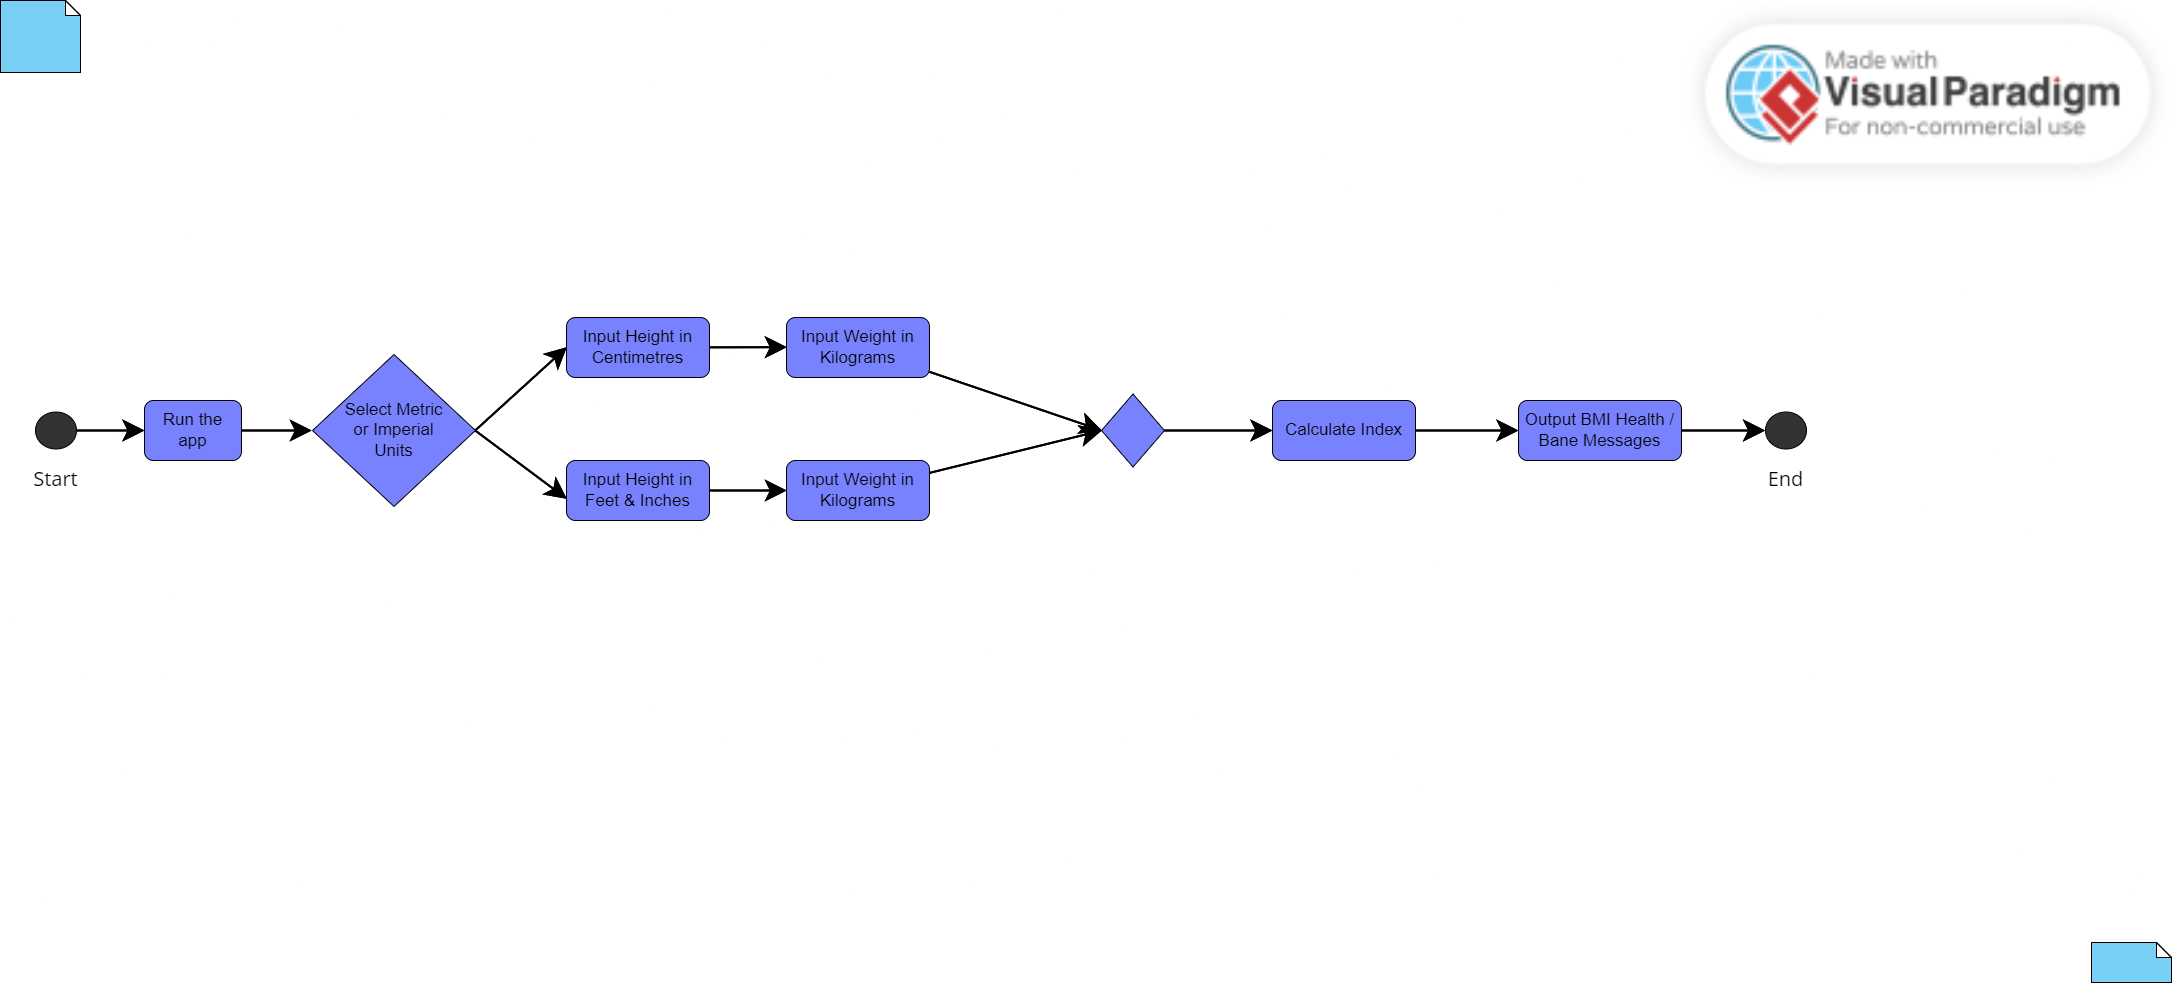 Made with
Visual Paradigm
For non-commercial use
Start
Run the
app
Select Metric
or Imperial
Units
Input Height in
Centimetres
Input Weight in
Kilograms
Input Height in
Feet & Inches
Input Weight in
Kilograms
Calculate Index
Output BMI Health /
Bane Messages
End